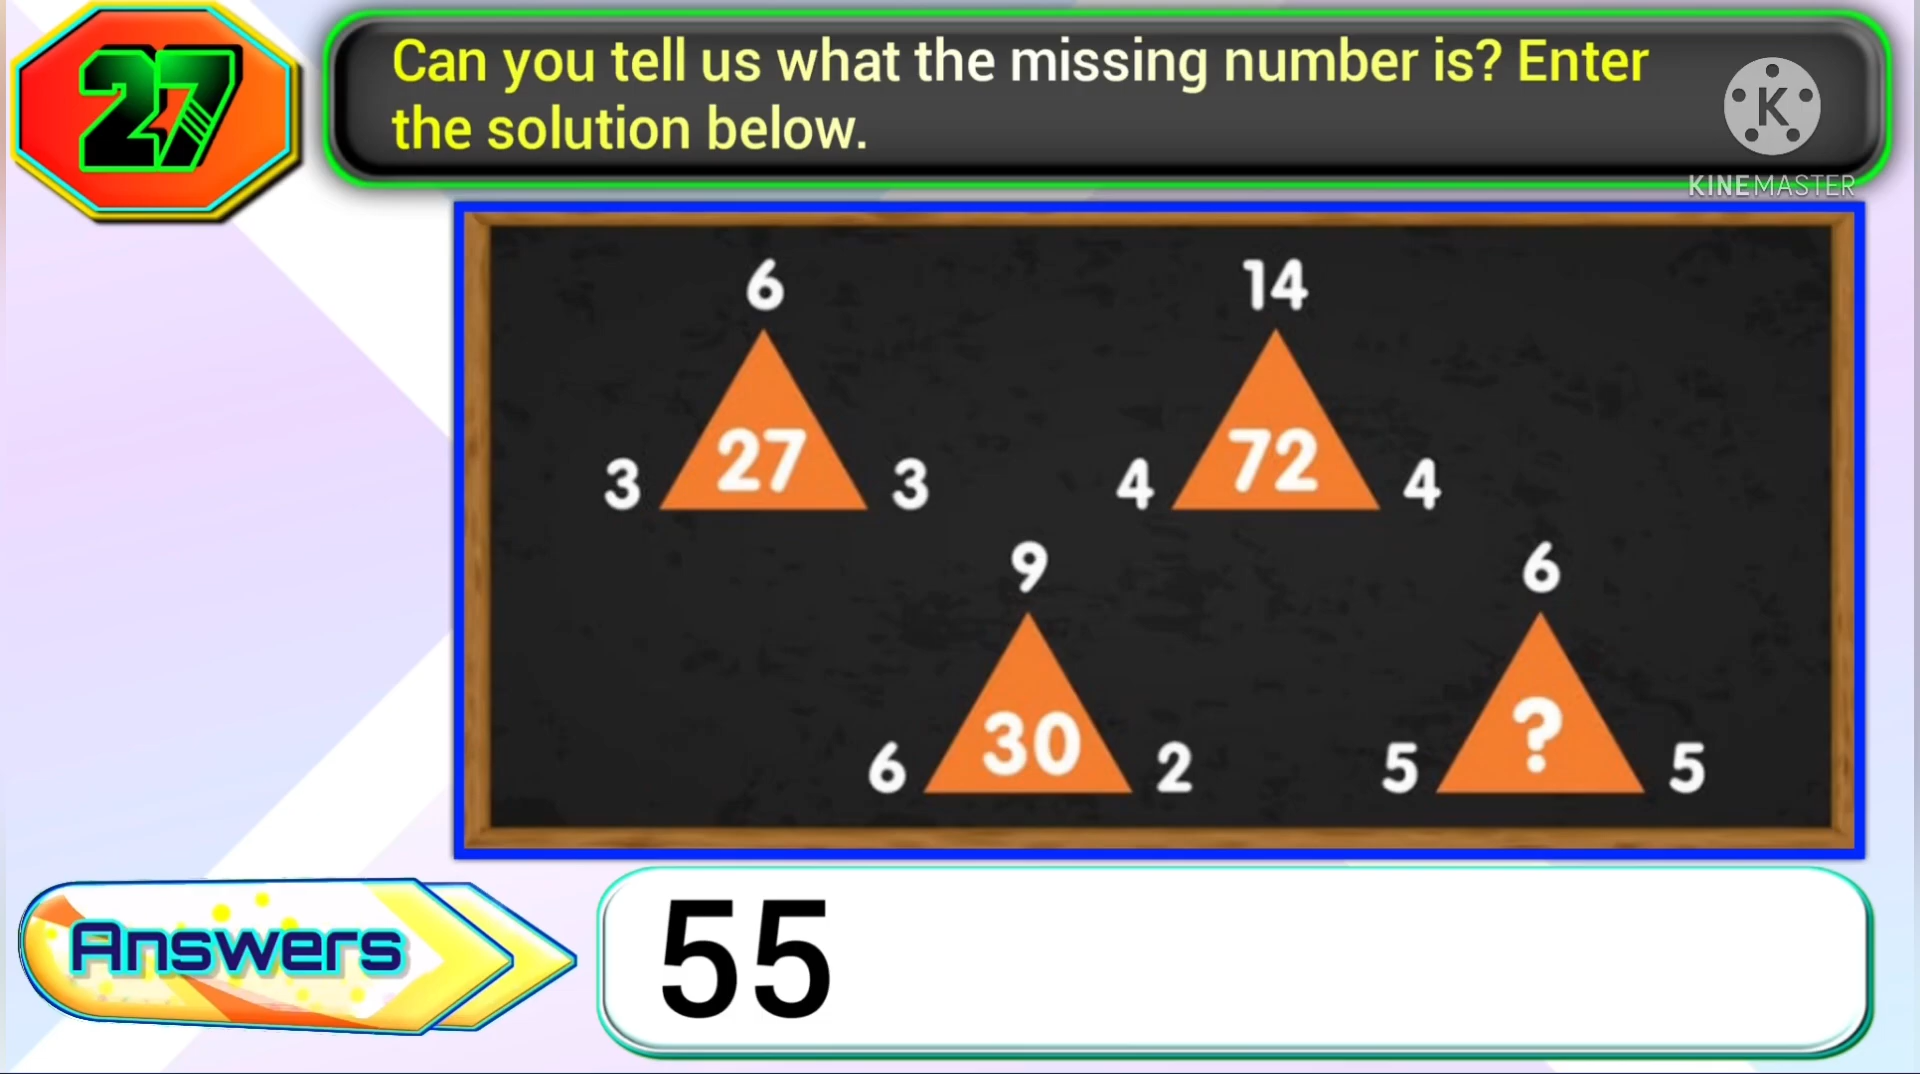 27
Can you tell us what the missing number is? Enter
the solution below.
K
KINEMASTER
6
14
3 27 3
4 72 4
9
6
6 30 2
5 ? 5
Answers
55